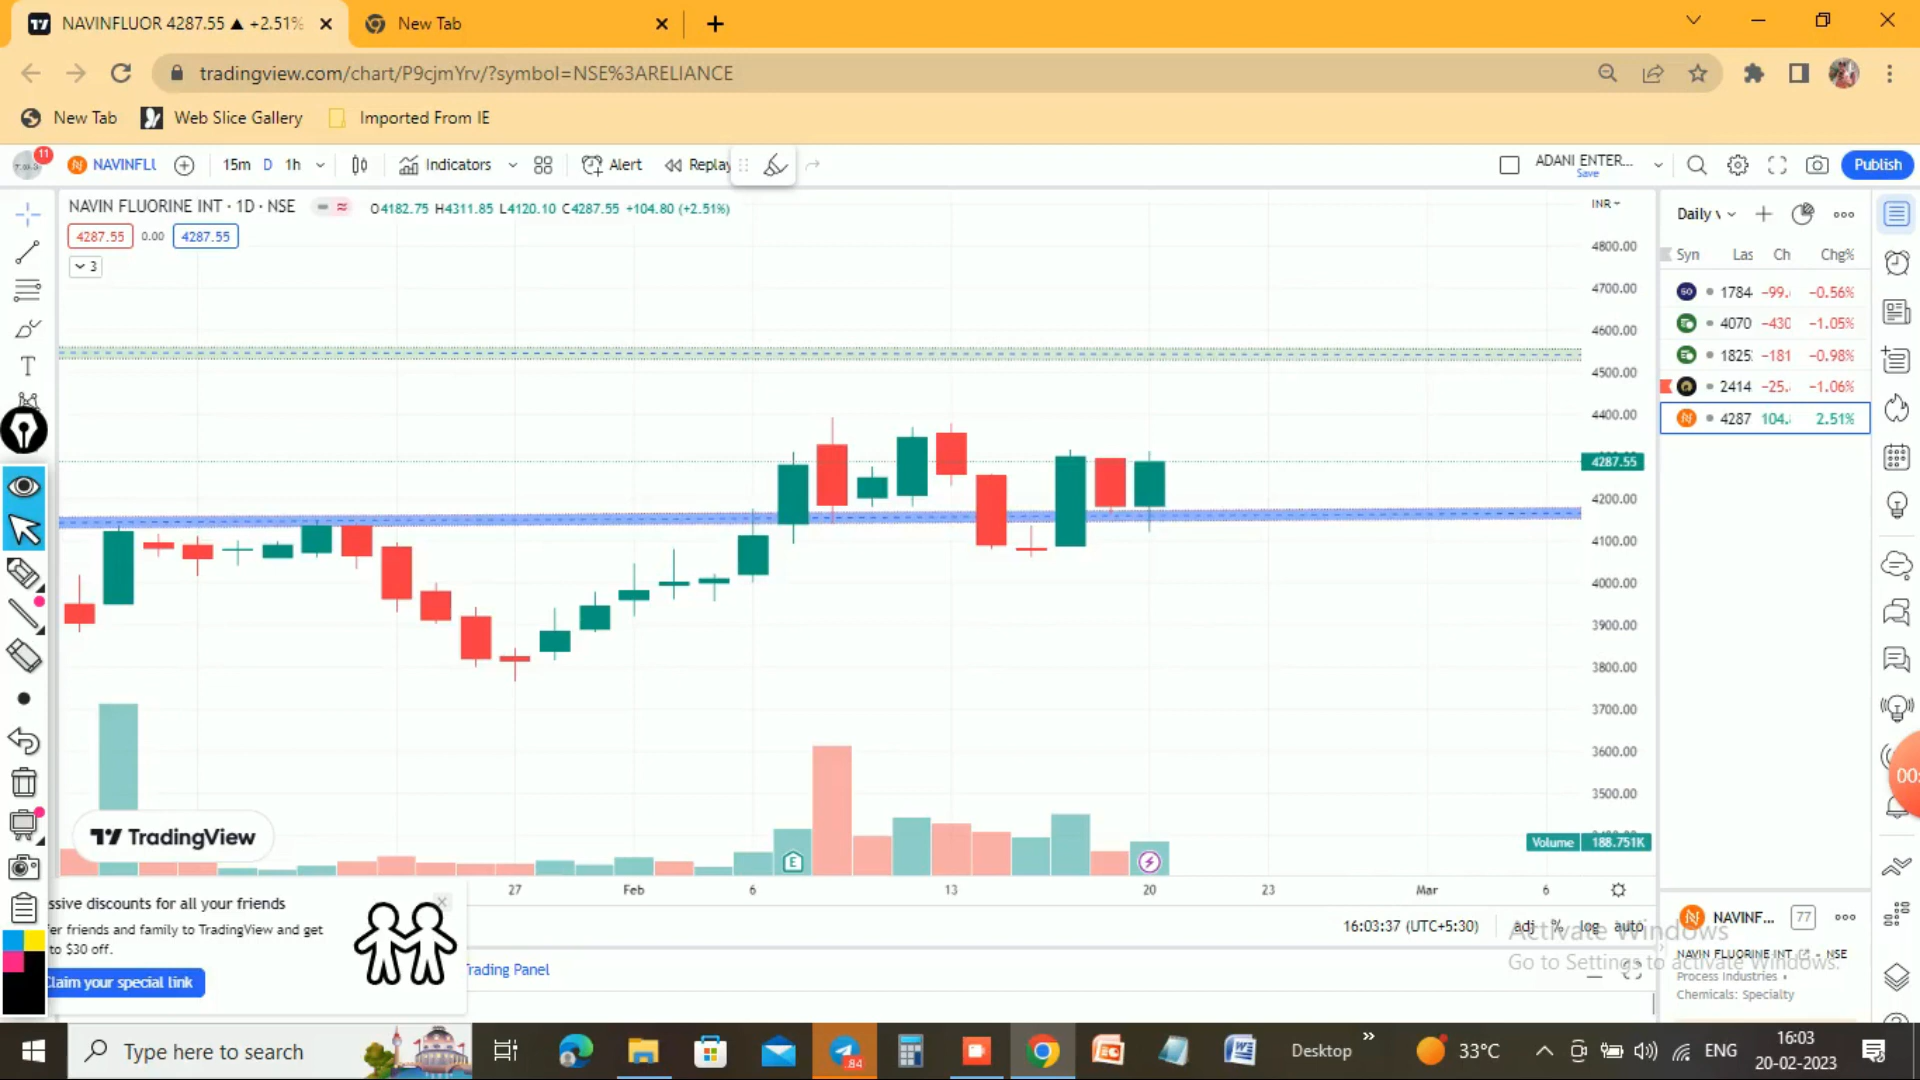 NAVINFLUOR 4287.55 ▲ +2.51%
New Tab
tradingview.com/chart/P9cjmYrv/?symbol=NSE%3ARELIANCE
New Tab
Web Slice Gallery
Imported From IE
11
NAVINFLU
15m D 1h
Indicators
Alert
Replay
ADANI ENTER...
Save
Publish
NAVIN FLUORINE INT · 1D · NSE
O4182.75 H4311.85 L4120.10 C4287.55 +104.80 (+2.51%)
4287.55 0.00 4287.55
3
INR
4800.00
4700.00
4600.00
4500.00
4400.00
4287.55
4200.00
4100.00
4000.00
3900.00
3800.00
3700.00
3600.00
3500.00
Volume 188.751K
TradingView
E
27 Feb 6 13 20 23 Mar 6
Daily
Syn Las Ch Chg%
50 1784 −99. −0.56%
4070 −430 −1.05%
1825 −181 −0.98%
2414 −25. −1.06%
4287 104. 2.51%
00:
ssive discounts for all your friends
er friends and family to TradingView and get
to $30 off.
Claim your special link
16:03:37 (UTC+5:30)
adj % log auto
Trading Panel
Activate Windows
Go to Settings to activate Windows.
NAVINF... 77
NAVIN FLUORINE INT - NSE
Process Industries •
Chemicals: Specialty
Type here to search
84
Desktop
33°C
ENG
16:03
20-02-2023